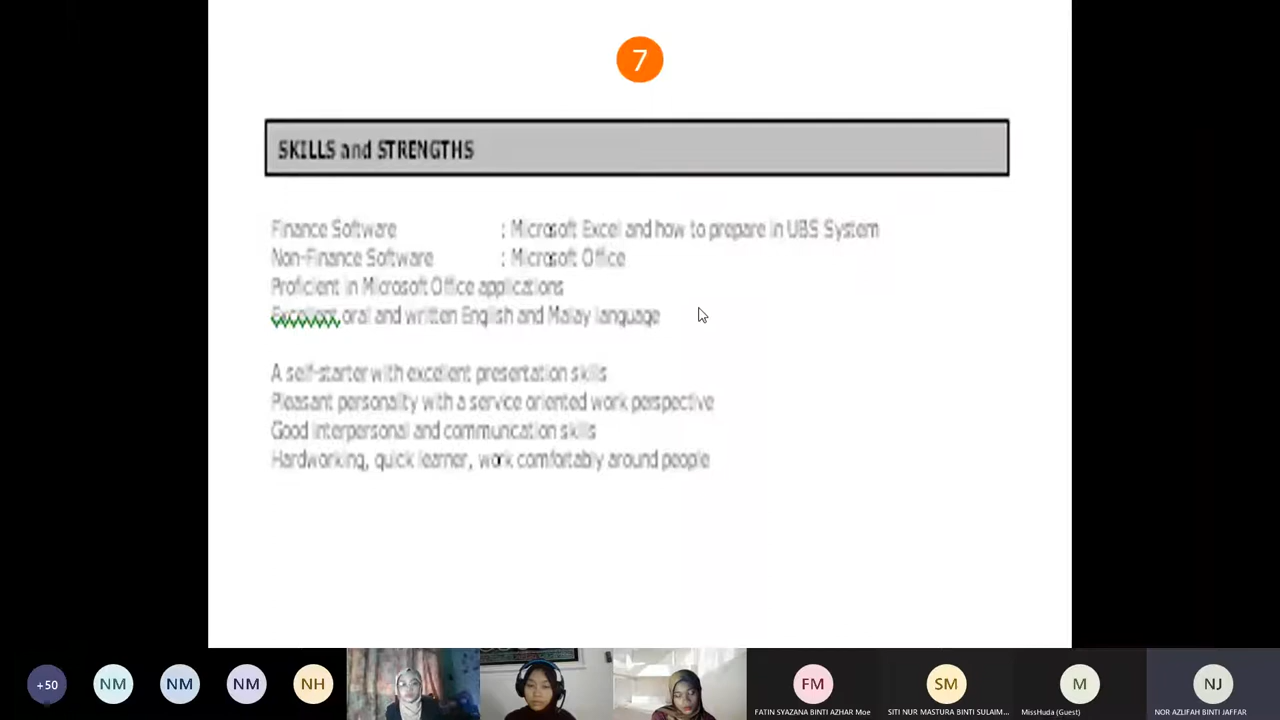 7
SKILLS and STRENGTHS
Finance Software : Microsoft Excel and how to prepare in UBS System
Non-Finance Software : Microsoft Office
Proficient in Microsoft Office applications
Excellent oral and written English and Malay language
A self-starter with excellent presentation skills
Pleasant personality with a service oriented work perspective
Good interpersonal and communcation skills
Hardworking, quick learner, work comfortably around people
+50
NM
NM
NM
NH
FM
SM
M
NJ
FATIN SYAZANA BINTI AZHAR Moe
SITI NUR MASTURA BINTI SULAIM...
MissHuda (Guest)
NOR AZLIFAH BINTI JAFFAR